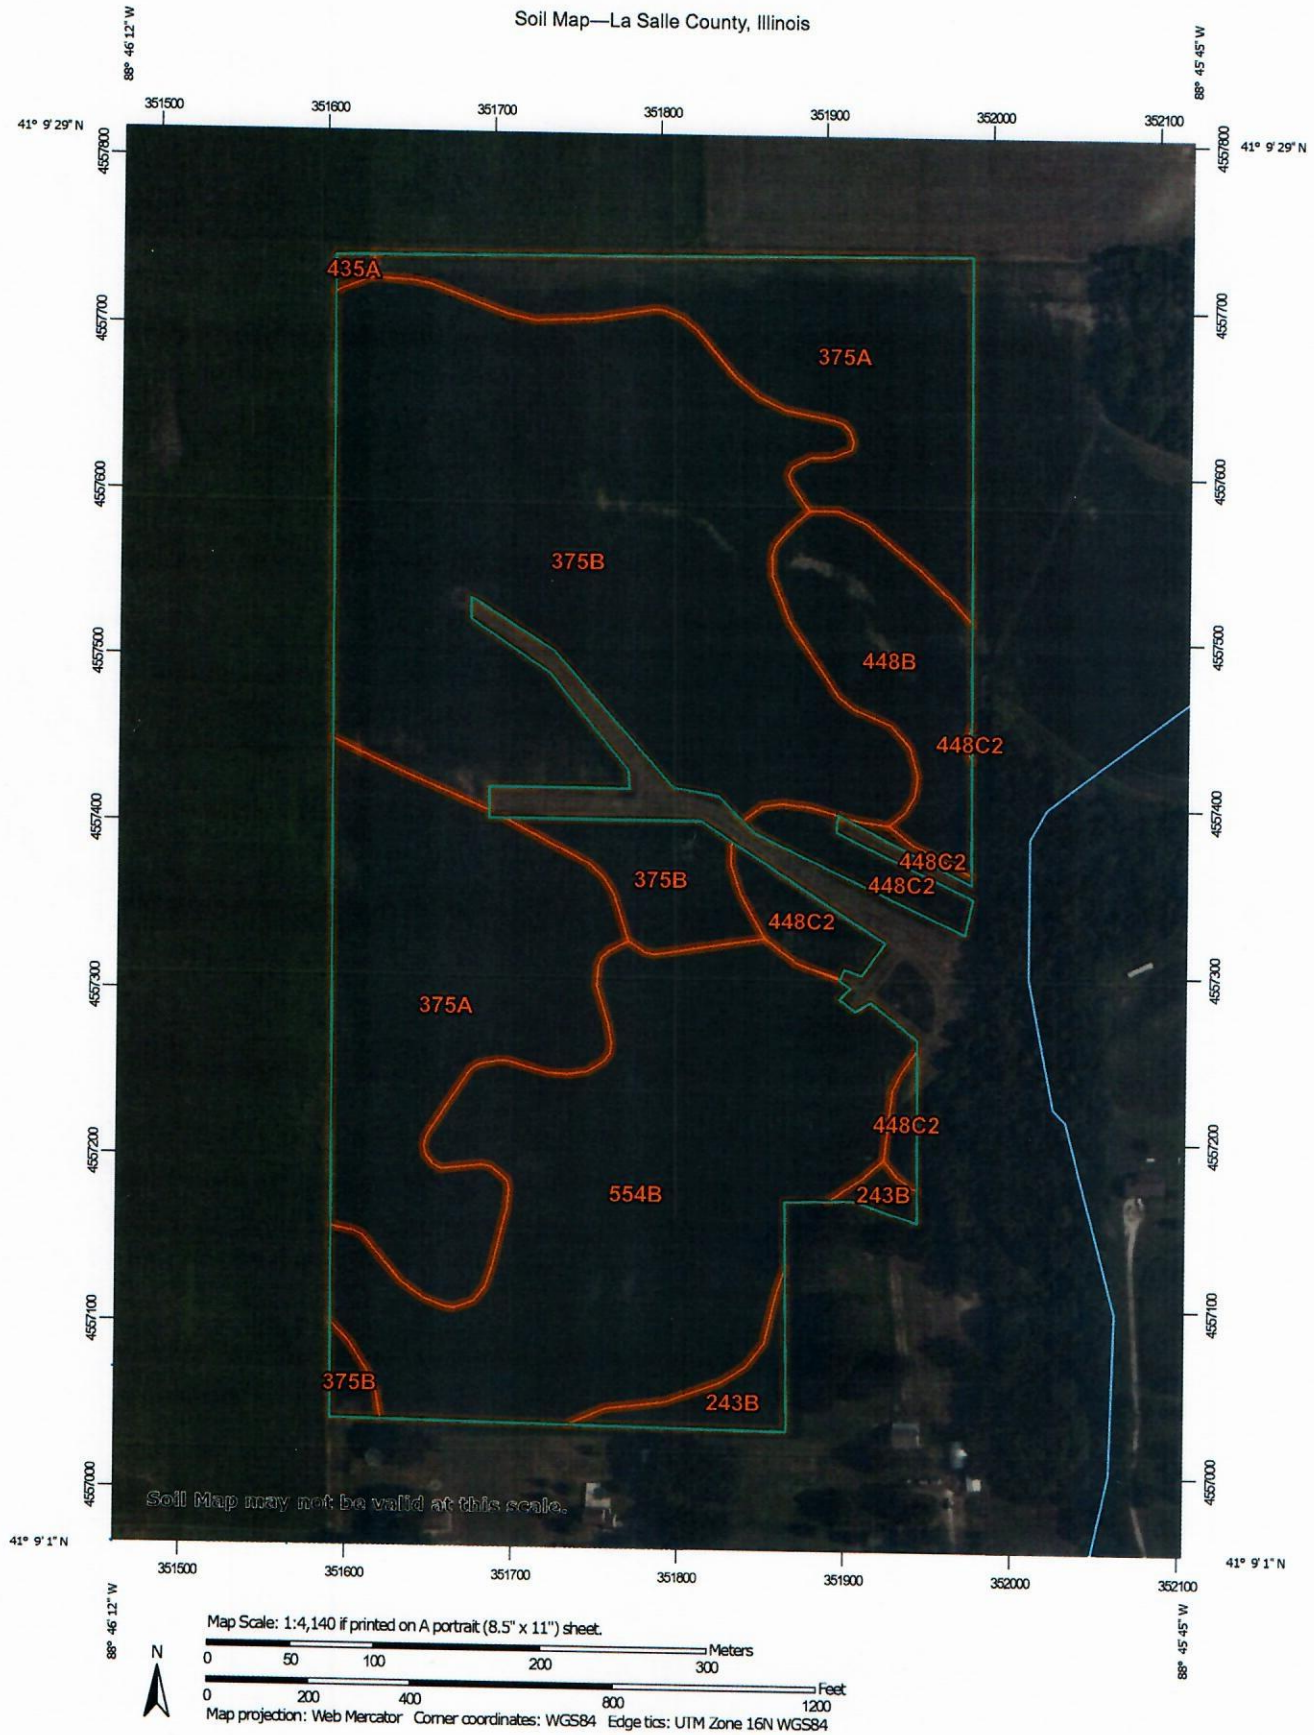 Soil Map—La Salle County, Illinois
88° 46' 12" W
88° 45' 45" W
351500 351600 351700 351800 351900 352000 352100
41° 9' 29" N
41° 9' 29" N
4557800
4557800
435A
4557700
4557700
375A
4557600
4557600
375B
4557500
4557500
448B
448C2
4557400
4557400
448C2
375B
448C2
448C2
4557300
4557300
375A
448C2
4557200
4557200
554B
243B
4557100
4557100
375B
243B
4557000
4557000
Soil Map may not be valid at this scale.
41° 9' 1" N
41° 9' 1" N
351500 351600 351700 351800 351900 352000 352100
88° 46' 12" W
88° 45' 45" W
Map Scale: 1:4,140 if printed on A portrait (8.5" x 11") sheet.
N
Meters
0 50 100 200 300
Feet
0 200 400 800 1200
Map projection: Web Mercator Corner coordinates: WGS84 Edge tics: UTM Zone 16N WGS84